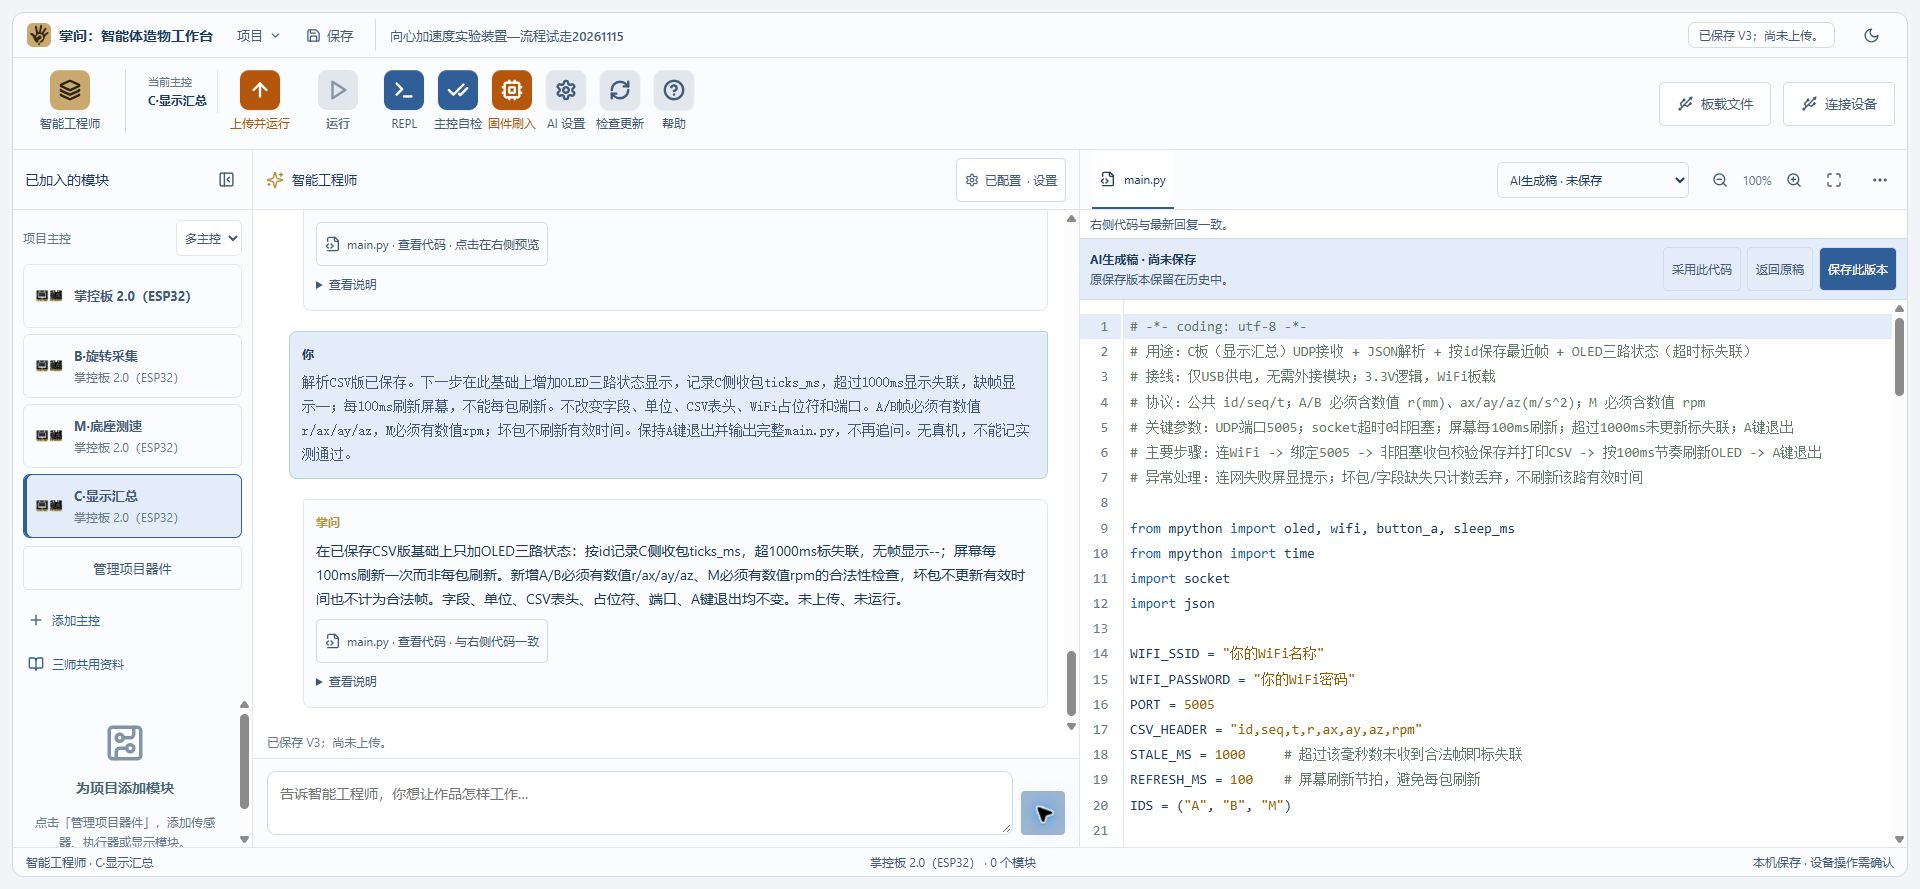 掌问：智能体造物工作台
项目
保存
向心加速度实验装置—流程试走20261115
已保存 V3；尚未上传。
智能工程师
当前主控
C·显示汇总
上传并运行
运行
REPL
主控自检
固件刷入
AI 设置
检查更新
帮助
板载文件
连接设备
已加入的模块
项目主控
多主控
掌控板 2.0（ESP32）
B·旋转采集
掌控板 2.0（ESP32）
M·底座测速
掌控板 2.0（ESP32）
C·显示汇总
掌控板 2.0（ESP32）
管理项目器件
添加主控
三师共用资料
为项目添加模块
点击「管理项目器件」，添加传感
器、执行器或显示模块。
智能工程师
已配置 · 设置
main.py · 查看代码 · 点击在右侧预览
查看说明
你
解析CSV版已保存。下一步在此基础上增加OLED三路状态显示，记录C侧收包ticks_ms，超过1000ms显示失联，缺帧显
示—；每100ms刷新屏幕，不能每包刷新。不改变字段、单位、CSV表头、WiFi占位符和端口。A/B帧必须有数值
r/ax/ay/az，M必须有数值rpm；坏包不刷新有效时间。保持A键退出并输出完整main.py，不再追问。无真机，不能记实
测通过。
掌问
在已保存CSV版基础上只加OLED三路状态：按id记录C侧收包ticks_ms，超1000ms标失联，无帧显示--；屏幕每
100ms刷新一次而非每包刷新。新增A/B必须有数值r/ax/ay/az、M必须有数值rpm的合法性检查，坏包不更新有效时
间也不计为合法帧。字段、单位、CSV表头、占位符、端口、A键退出均不变。未上传、未运行。
main.py · 查看代码 · 与右侧代码一致
查看说明
已保存 V3；尚未上传。
告诉智能工程师，你想让作品怎样工作...
main.py
AI生成稿 · 未保存
100%
右侧代码与最新回复一致。
AI生成稿 · 尚未保存
原保存版本保留在历史中。
采用此代码
返回原稿
保存此版本
1 # -*- coding: utf-8 -*-
2 # 用途：C板（显示汇总）UDP接收 + JSON解析 + 按id保存最近帧 + OLED三路状态（超时标失联）
3 # 接线：仅USB供电，无需外接模块；3.3V逻辑，WiFi板载
4 # 协议：公共 id/seq/t；A/B 必须含数值 r(mm)、ax/ay/az(m/s^2)；M 必须含数值 rpm
5 # 关键参数：UDP端口5005；socket超时0非阻塞；屏幕每100ms刷新；超过1000ms未更新标失联；A键退出
6 # 主要步骤：连WiFi -> 绑定5005 -> 非阻塞收包校验保存并打印CSV -> 按100ms节奏刷新OLED -> A键退出
7 # 异常处理：连网失败屏显提示；坏包/字段缺失只计数丢弃，不刷新该路有效时间
8
9 from mpython import oled, wifi, button_a, sleep_ms
10 from mpython import time
11 import socket
12 import json
13
14 WIFI_SSID = "你的WiFi名称"
15 WIFI_PASSWORD = "你的WiFi密码"
16 PORT = 5005
17 CSV_HEADER = "id,seq,t,r,ax,ay,az,rpm"
18 STALE_MS = 1000 # 超过该毫秒数未收到合法帧即标失联
19 REFRESH_MS = 100 # 屏幕刷新节拍，避免每包刷新
20 IDS = ("A", "B", "M")
21
智能工程师 · C·显示汇总
掌控板 2.0（ESP32） · 0 个模块
本机保存 · 设备操作需确认